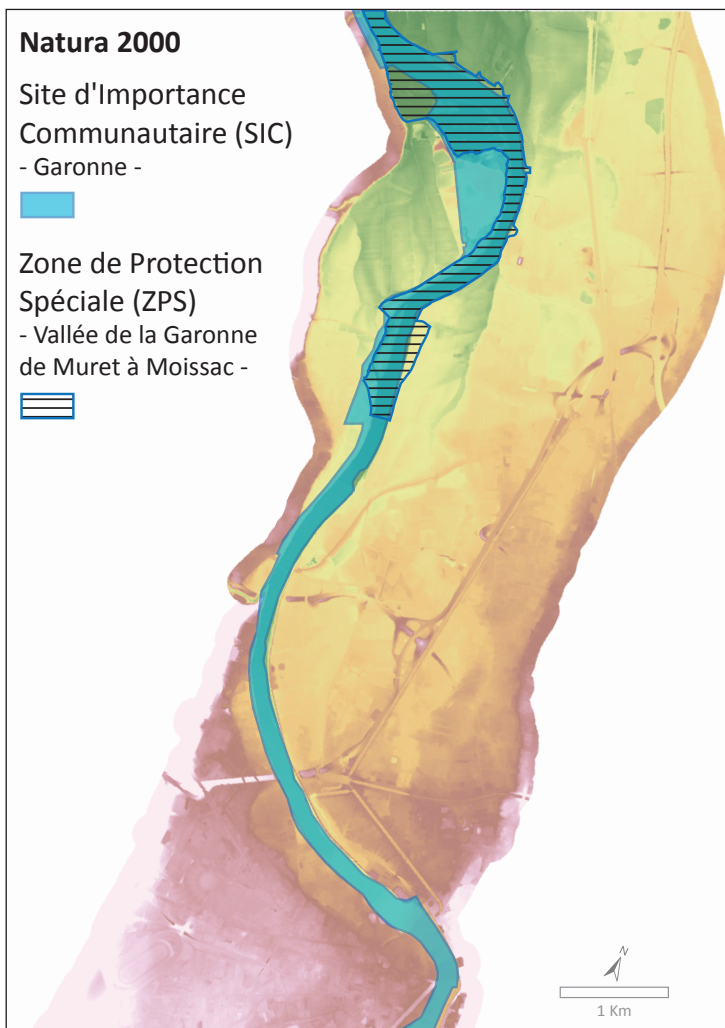 Natura 2000
Site d'Importance
Communautaire (SIC)
- Garonne -
Zone de Protection
Spéciale (ZPS)
- Vallée de la Garonne
de Muret à Moissac -
N
1 Km